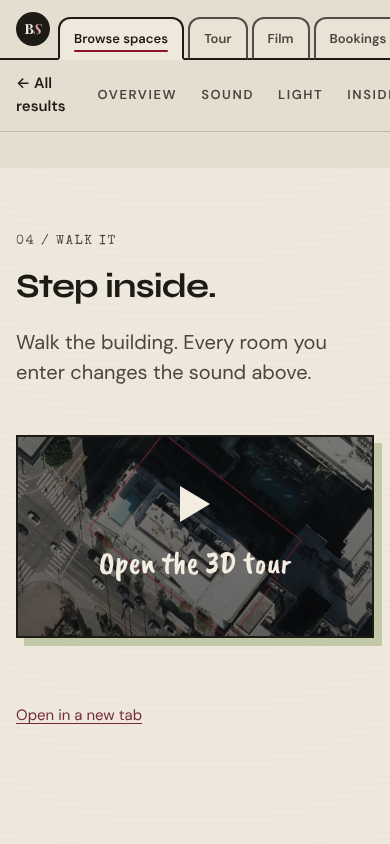 BS
Browse spaces
Tour
Film
Bookings
← All results
OVERVIEW
SOUND
LIGHT
04 / WALK IT
Step inside.
Walk the building. Every room you
enter changes the sound above.
Open the 3D tour
Open in a new tab